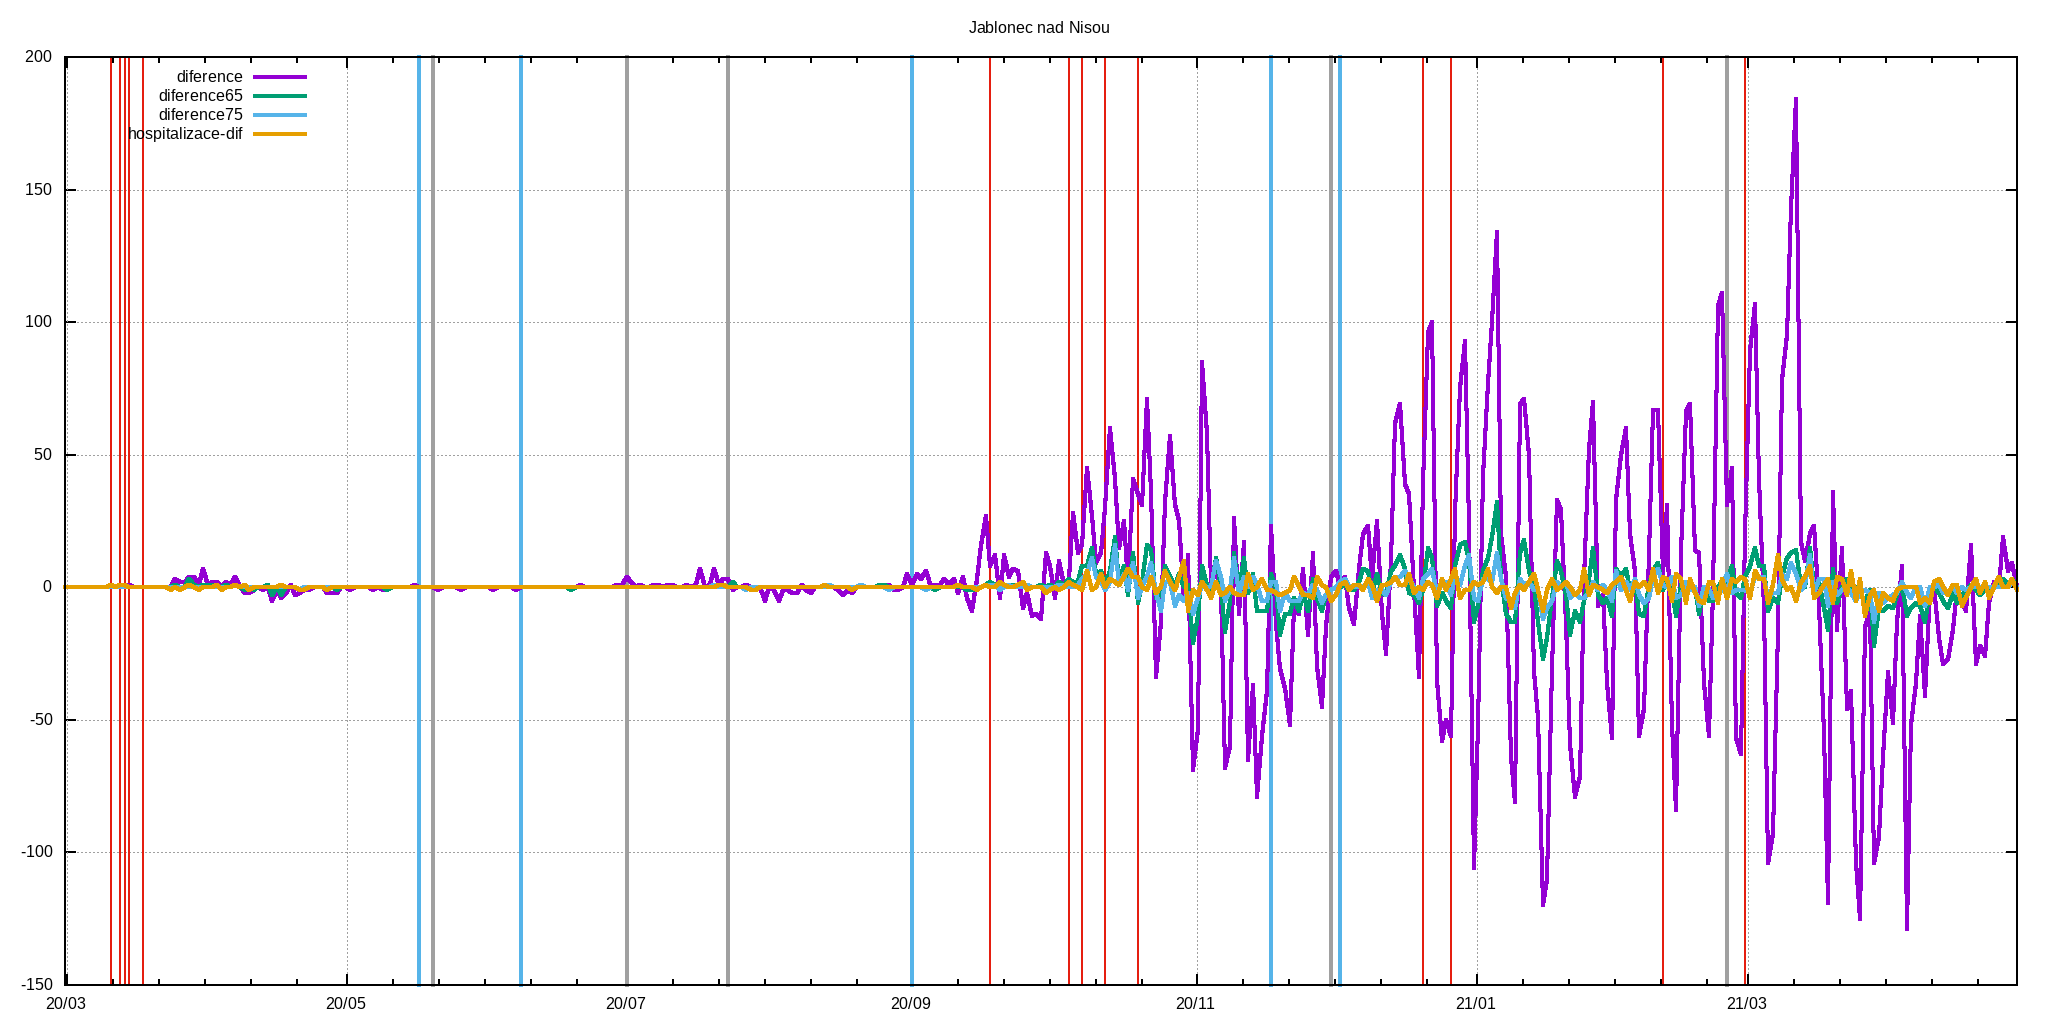 Jablonec nad Nisou
200
150
100
50
0
-50
-100
-150
diference
diference65
diference75
hospitalizace-dif
20/03 20/05 20/07 20/09 20/11 21/01 21/03